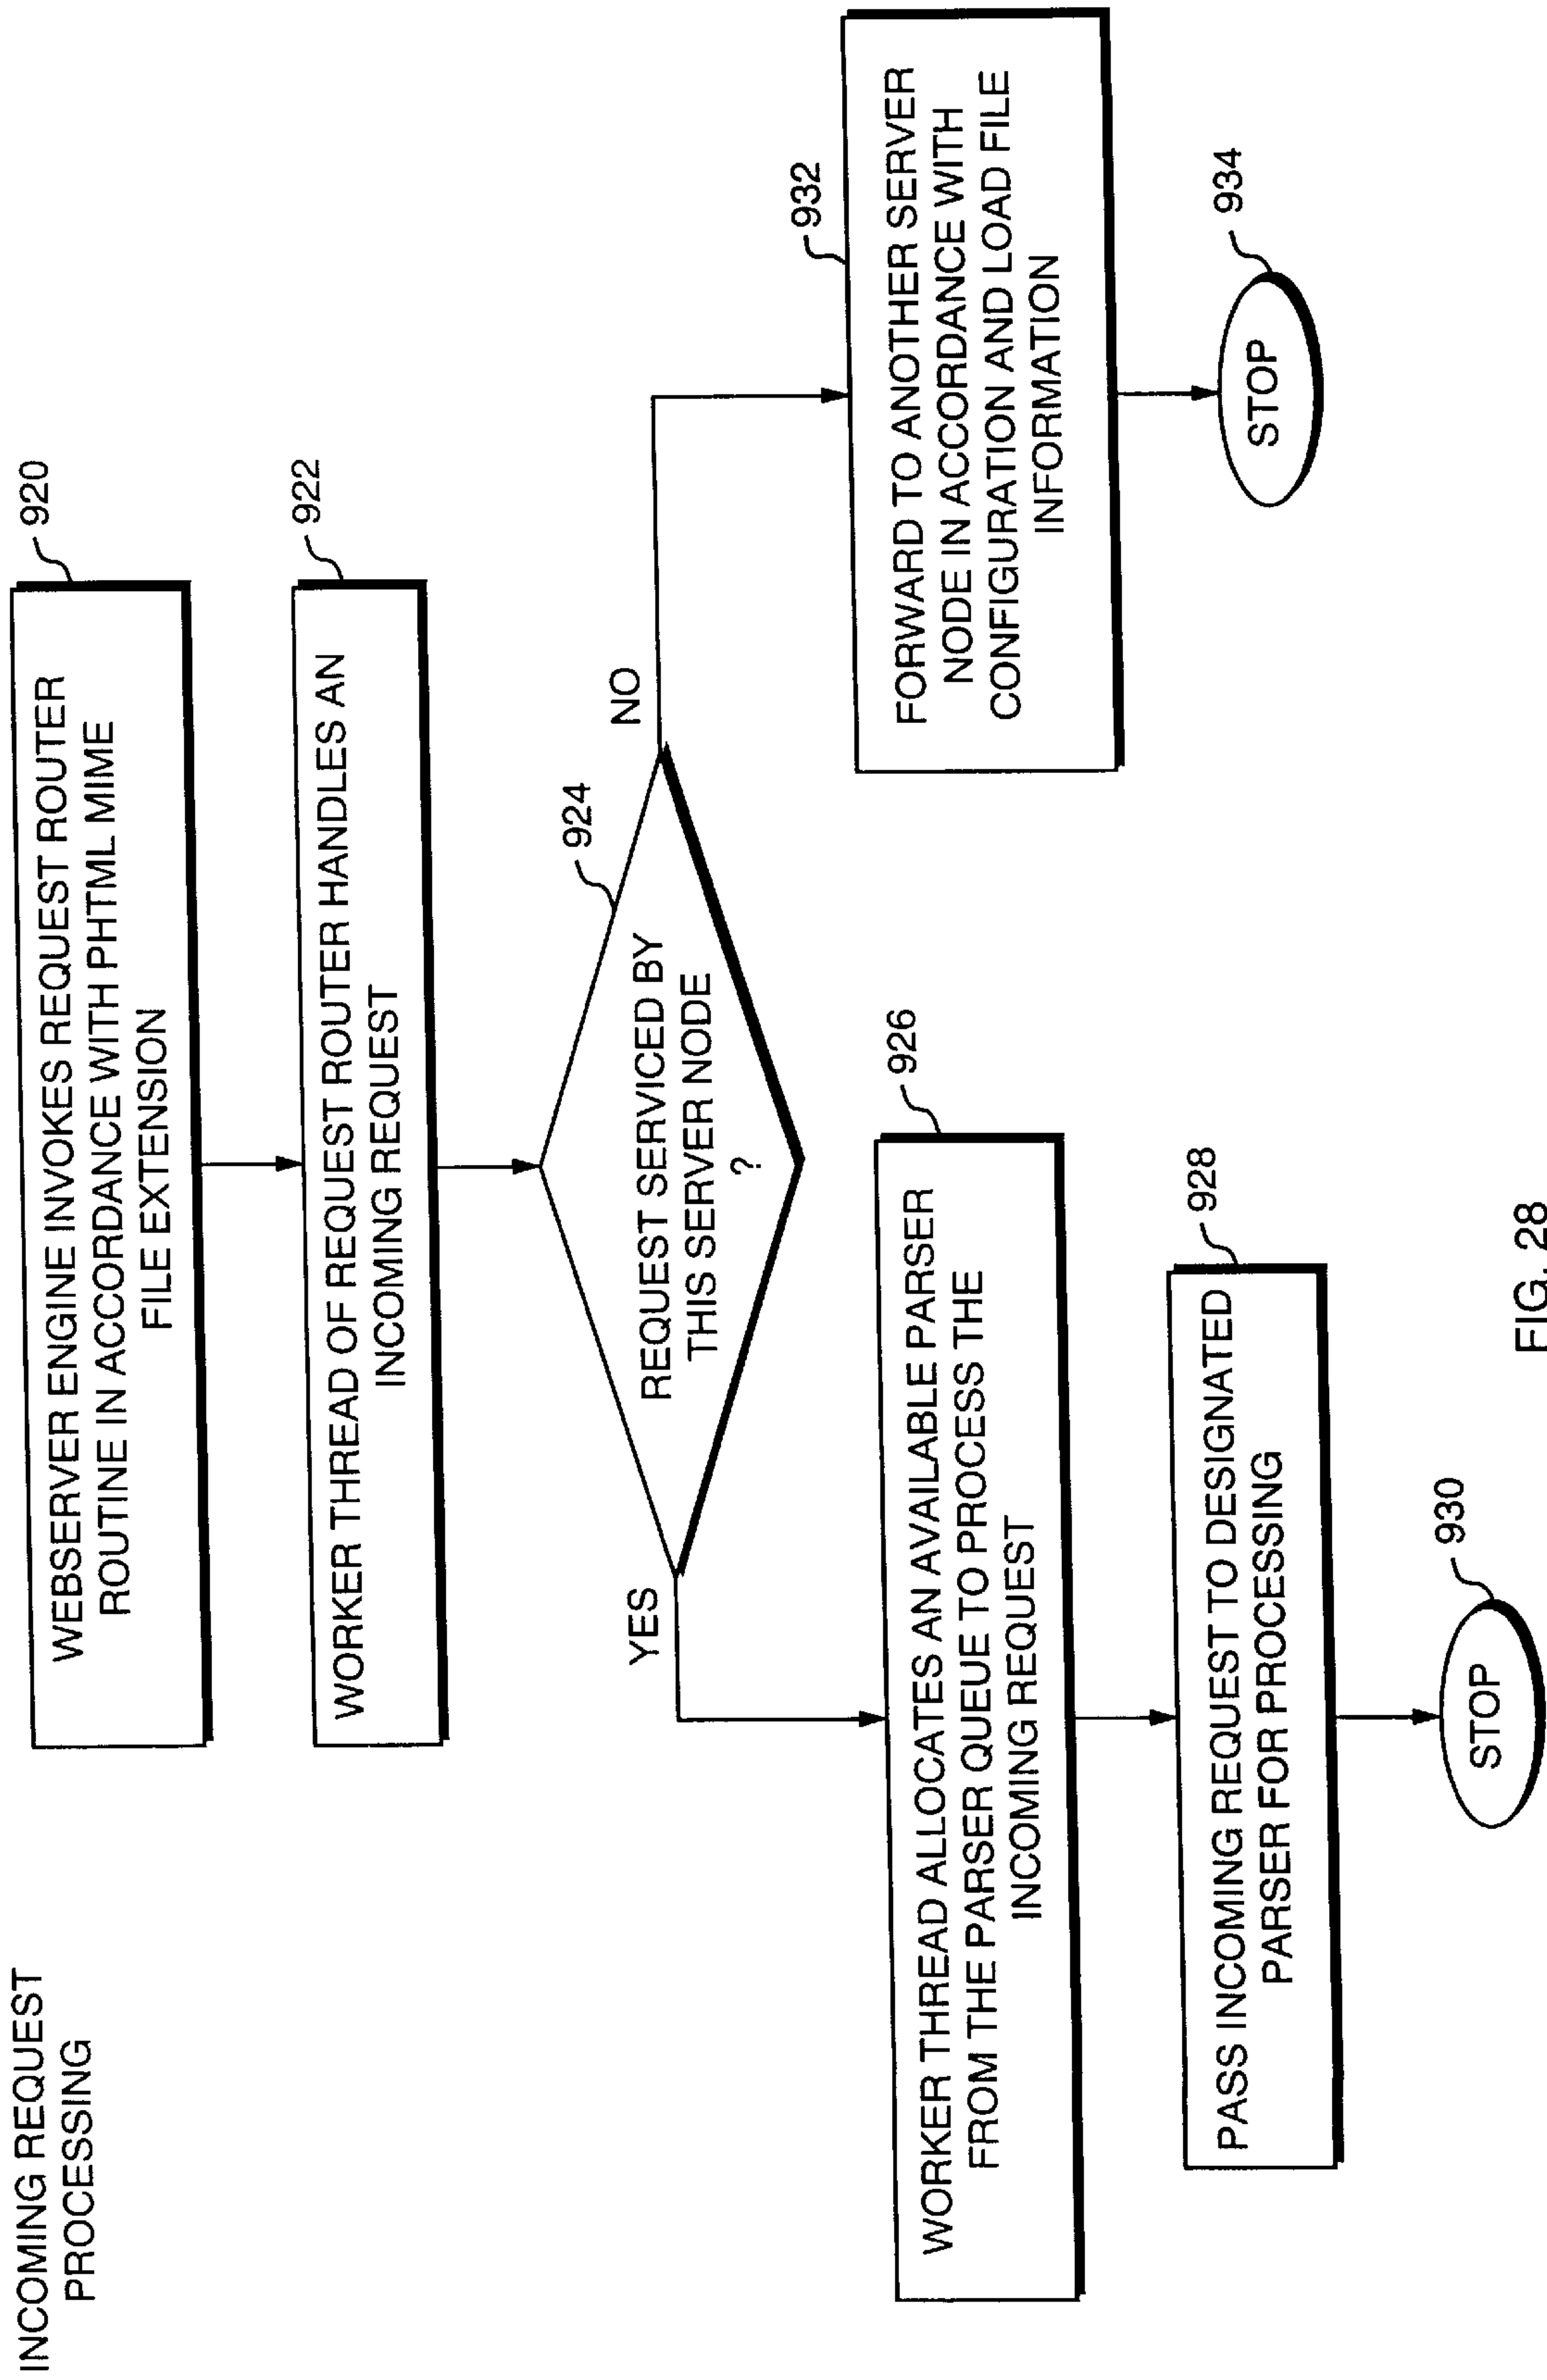 INCOMING REQUEST
PROCESSING
920
WEBSERVER ENGINE INVOKES REQUEST ROUTER
ROUTINE IN ACCORDANCE WITH PHTML MIME
FILE EXTENSION
922
WORKER THREAD OF REQUEST ROUTER HANDLES AN
INCOMING REQUEST
924
REQUEST SERVICED BY
THIS SERVER NODE
?
YES
NO
926
WORKER THREAD ALLOCATES AN AVAILABLE PARSER
FROM THE PARSER QUEUE TO PROCESS THE
INCOMING REQUEST
928
PASS INCOMING REQUEST TO DESIGNATED
PARSER FOR PROCESSING
930
STOP
932
FORWARD TO ANOTHER SERVER
NODE IN ACCORDANCE WITH
CONFIGURATION AND LOAD FILE
INFORMATION
934
STOP
FIG. 28